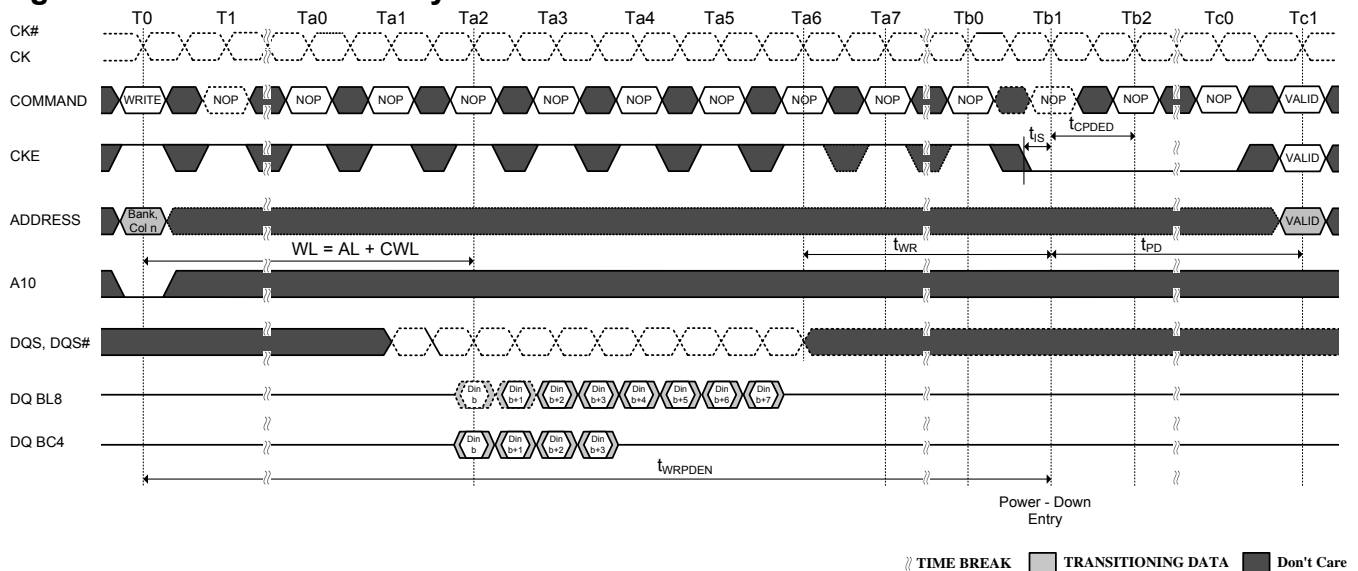 T0 T1 Ta0 Ta1 Ta2 Ta3 Ta4 Ta5 Ta6 Ta7 Tb0 Tb1 Tb2 Tc0 Tc1
CK#
CK
COMMAND WRITE NOP NOP NOP NOP NOP NOP NOP NOP NOP NOP NOP NOP NOP VALID
tIS tCPDED
CKE VALID
ADDRESS Bank, Col n VALID
WL = AL + CWL tWR tPD
A10
DQS, DQS#
DQ BL8 Din b Din b+1 Din b+2 Din b+3 Din b+4 Din b+5 Din b+6 Din b+7
DQ BC4 Din b Din b+1 Din b+2 Din b+3
tWRPDEN
Power - Down
Entry
TIME BREAK TRANSITIONING DATA Don't Care